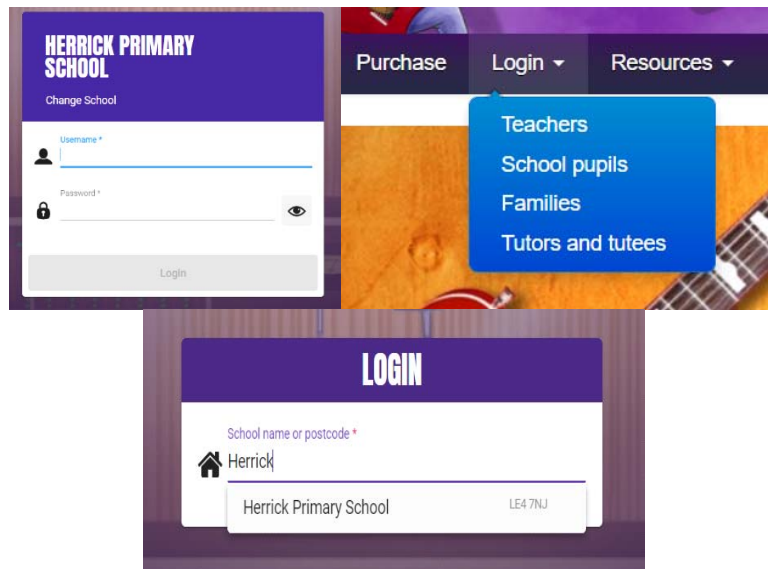 HERRICK PRIMARY
SCHOOL
Change School
Username *
Password *
Login
Purchase
Login
Resources
Teachers
School pupils
Families
Tutors and tutees
LOGIN
School name or postcode *
Herrick
Herrick Primary School
LE4 7NJ